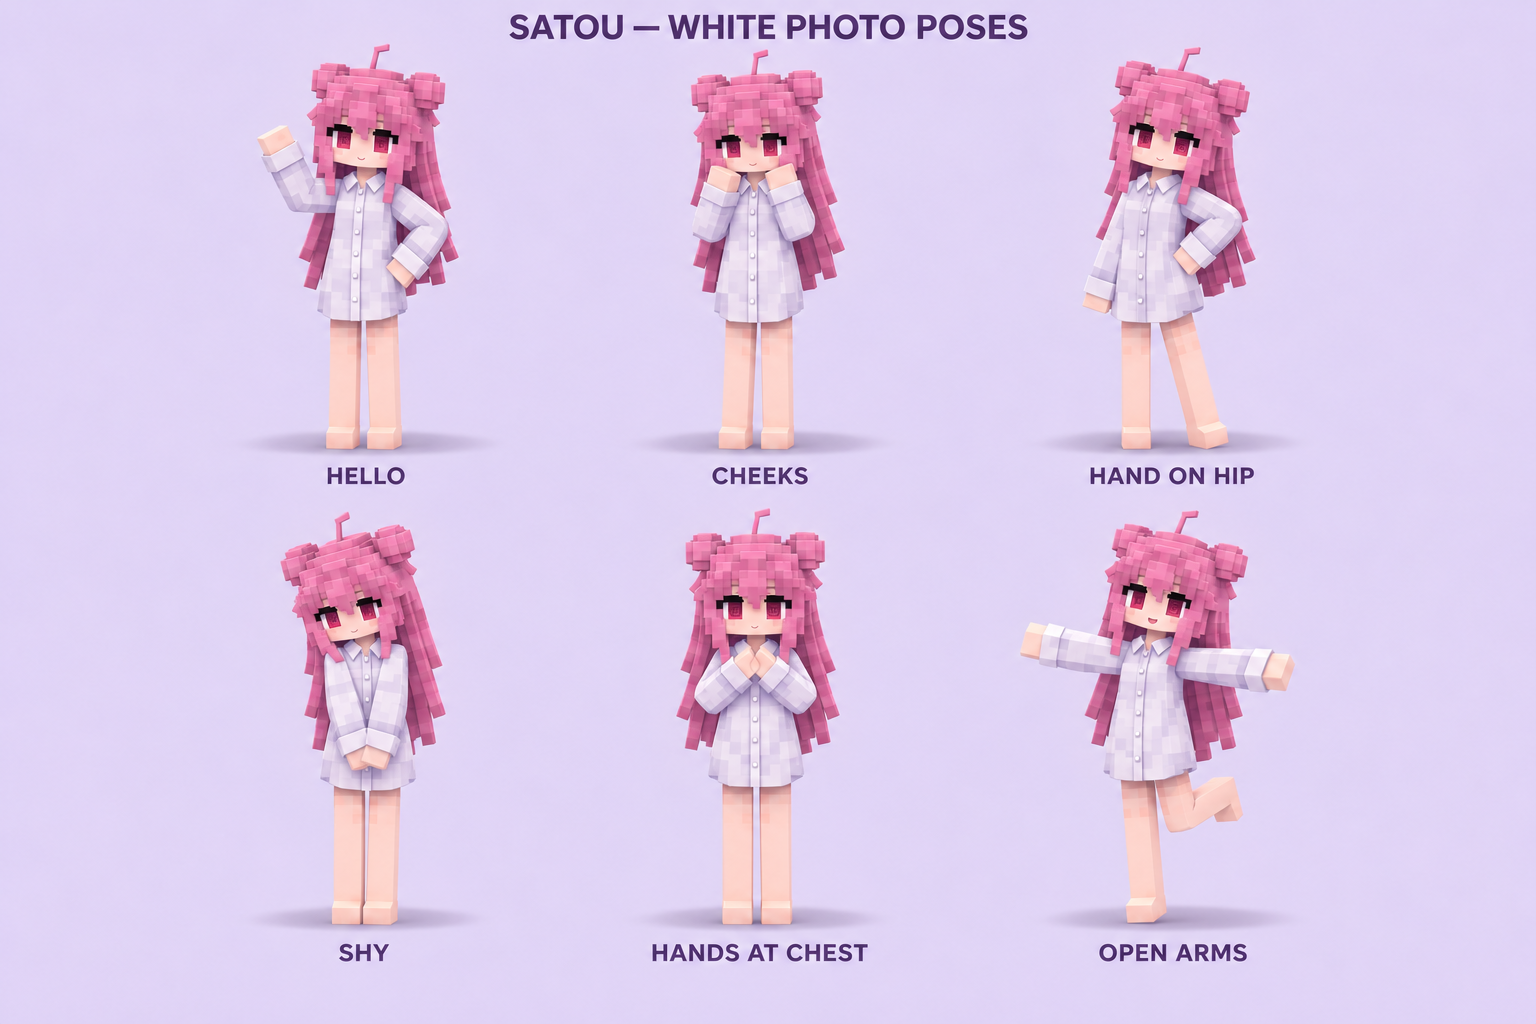 SATOU — WHITE PHOTO POSES
HELLO
CHEEKS
HAND ON HIP
SHY
HANDS AT CHEST
OPEN ARMS